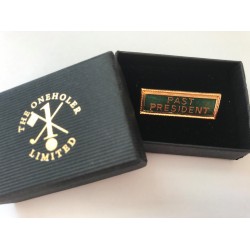 THE ONEHOLER
LIMITED
PAST
PRESIDENT